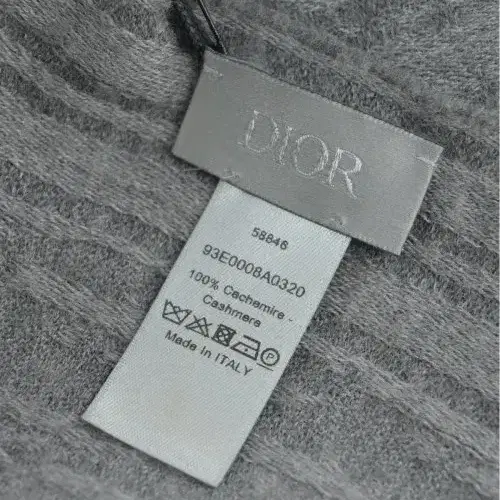 DIOR
58846
93E0008A0320
100% Cachemire -
Cashmere
Made in ITALY